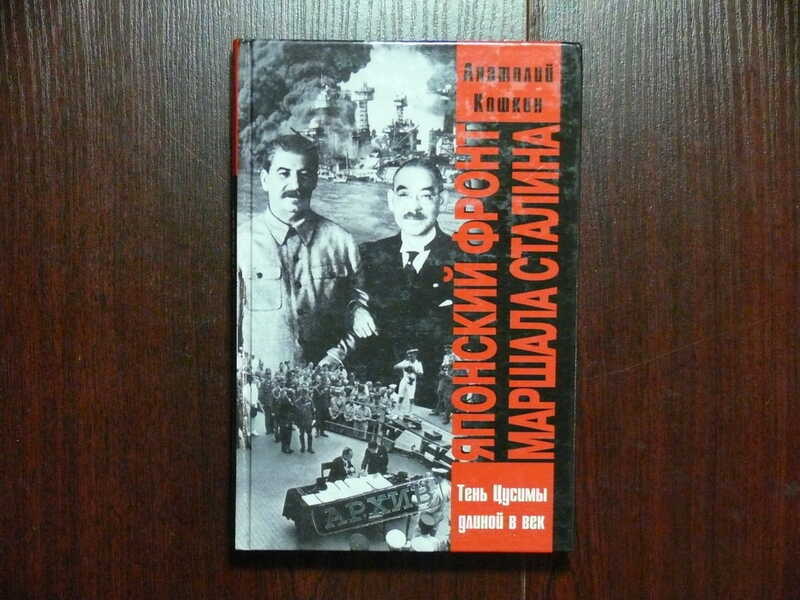 Анатолий
Кошкин
ЯПОНСКИЙ ФРОНТ
МАРШАЛА СТАЛИНА
Тень Цусимы
длиной в век
АРХИВ